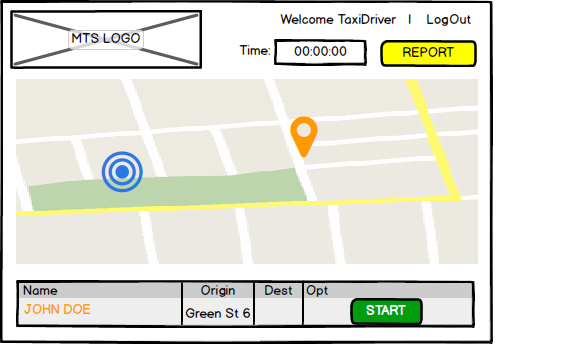 MTS LOGO
Welcome TaxiDriver | LogOut
Time: 00:00:00 REPORT
Name Origin Dest Opt
JOHN DOE Green St 6 START